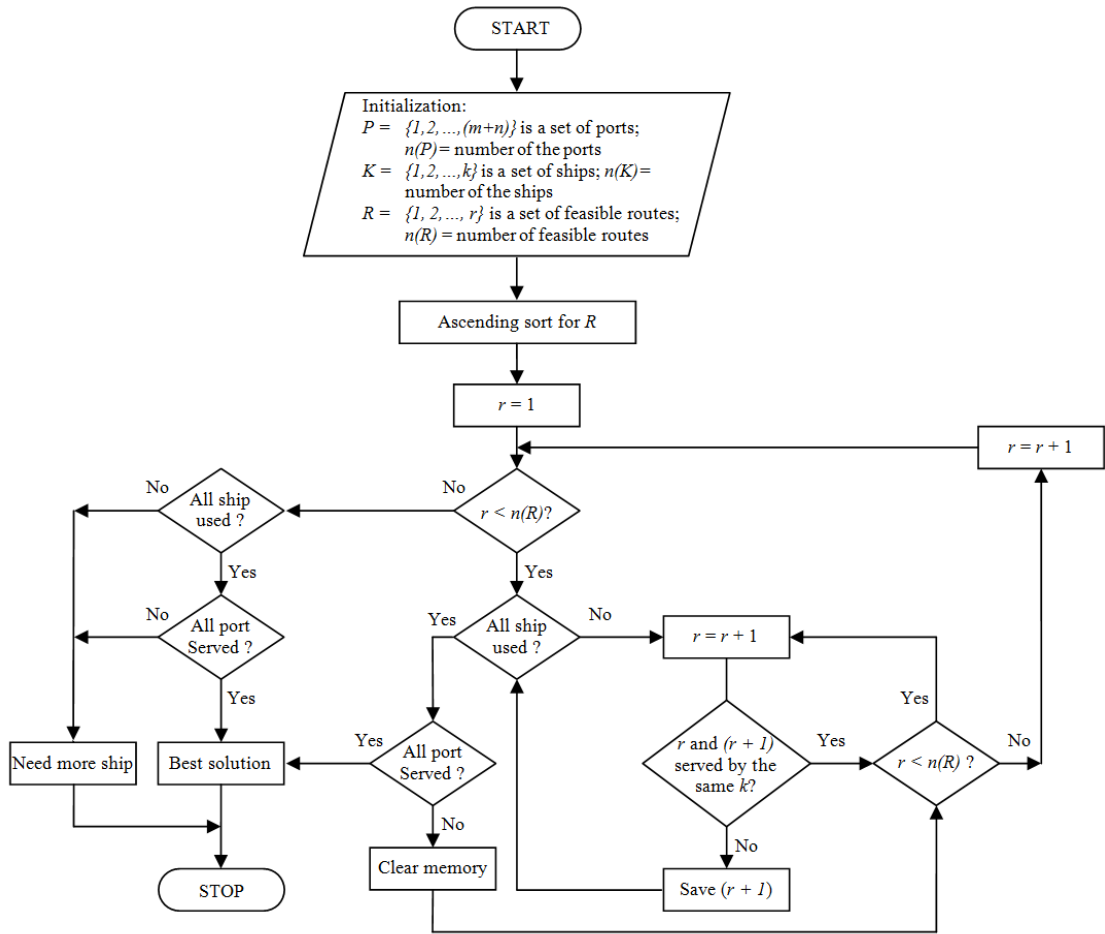 START
Initialization:
P = {1,2,...,(m+n)} is a set of ports;
n(P)= number of the ports
K = {1,2,...,k} is a set of ships; n(K)=
number of the ships
R = {1, 2,..., r} is a set of feasible routes;
n(R) = number of feasible routes
Ascending sort for R
r = 1
r = r + 1
No
No
All ship
used ?
r < n(R)?
Yes
Yes
No
Yes
No
All port
Served ?
All ship
used ?
r = r + 1
Yes
Yes
Need more ship
Best solution
Yes
All port
Served ?
r and (r + 1)
served by the
same k?
Yes
r < n(R) ?
No
No
No
Clear memory
Save (r + 1)
STOP